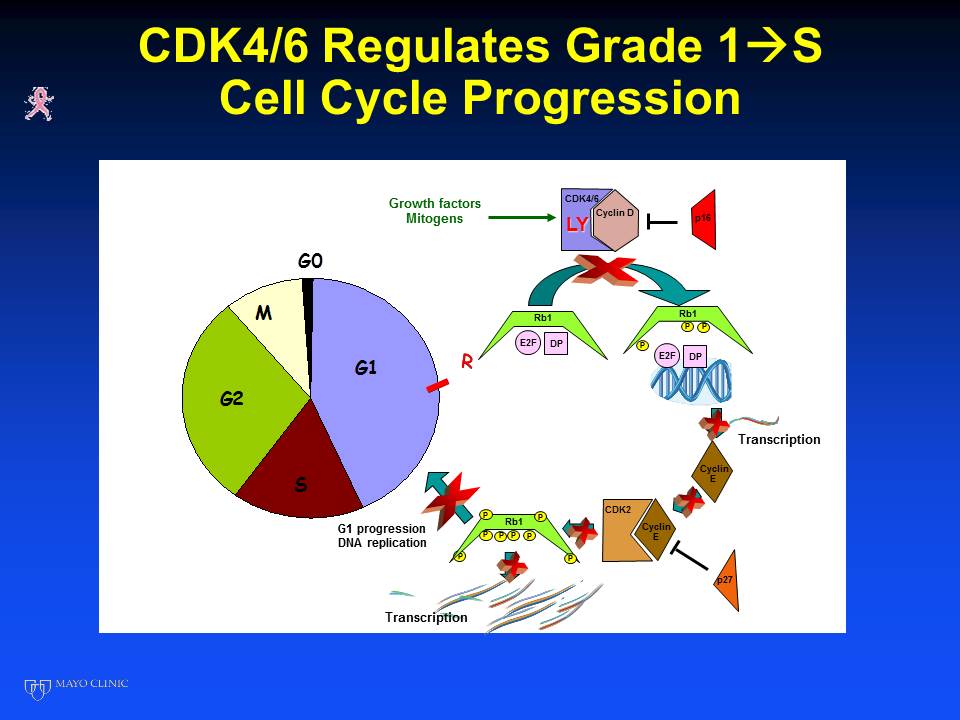 CDK4/6 Regulates Grade 1→S
Cell Cycle Progression
Growth factors
Mitogens
CDK4/6
LY
Cyclin D
p16
G0
M
G1
G2
S
R
Rb1
E2F
DP
Rb1
P
P
P
E2F
DP
Transcription
Cyclin
E
CDK2
Cyclin
E
p27
Rb1
P
P
P
P
P
P
P
P
G1 progression
DNA replication
Transcription
MAYO CLINIC